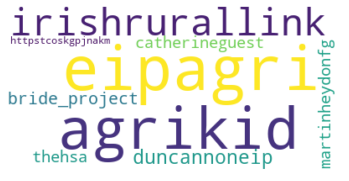 irishrurallink
httpstcoskgpjnakm
catherineguest
eipagri
martinheydonfg
bride_project
agrikid
thehsa
duncannoneip